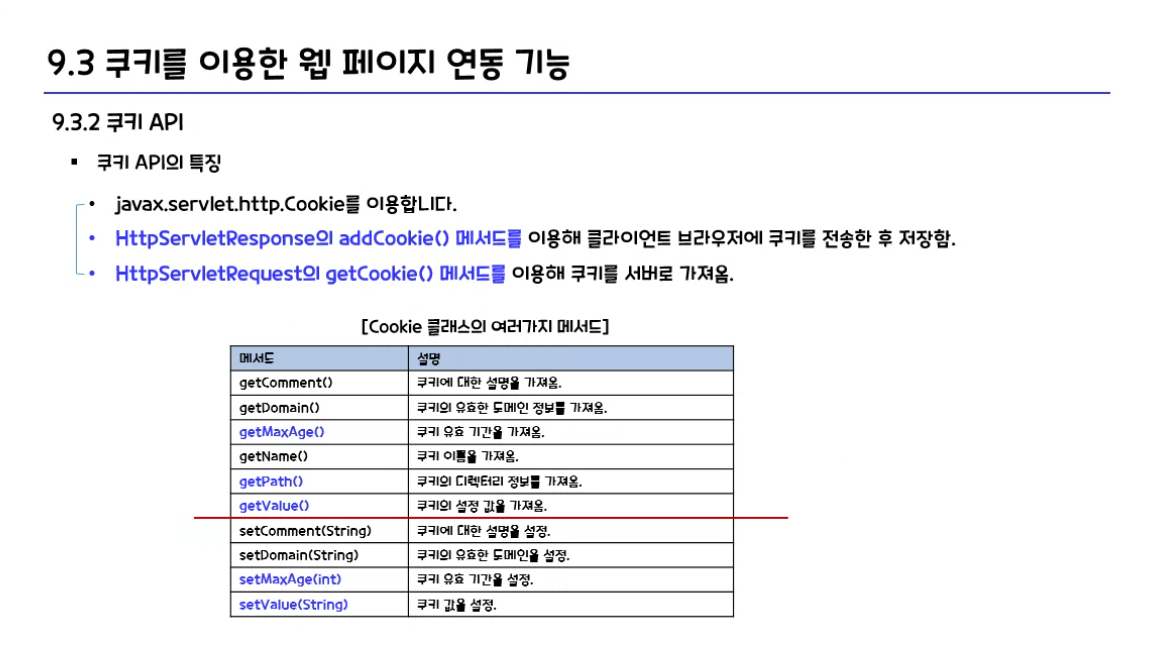 9.3 쿠키를 이용한 웹 페이지 연동 기능
9.3.2 쿠키 API
▪ 쿠키 API의 특징
• javax.servlet.http.Cookie를 이용합니다.
• HttpServletResponse의 addCookie() 메서드를 이용해 클라이언트 브라우저에 쿠키를 전송한 후 저장함.
• HttpServletRequest의 getCookie() 메서드를 이용해 쿠키를 서버로 가져옴.
[Cookie 클래스의 여러가지 메서드]
메서드 설명
getComment() 쿠키에 대한 설명을 가져옴.
getDomain() 쿠키의 유효한 도메인 정보를 가져옴.
getMaxAge() 쿠키 유효 기간을 가져옴.
getName() 쿠키 이름을 가져옴.
getPath() 쿠키의 디렉터리 정보를 가져옴.
getValue() 쿠키의 설정 값을 가져옴.
setComment(String) 쿠키에 대한 설명을 설정.
setDomain(String) 쿠키의 유효한 도메인을 설정.
setMaxAge(int) 쿠키 유효 기간을 설정.
setValue(String) 쿠키 값을 설정.